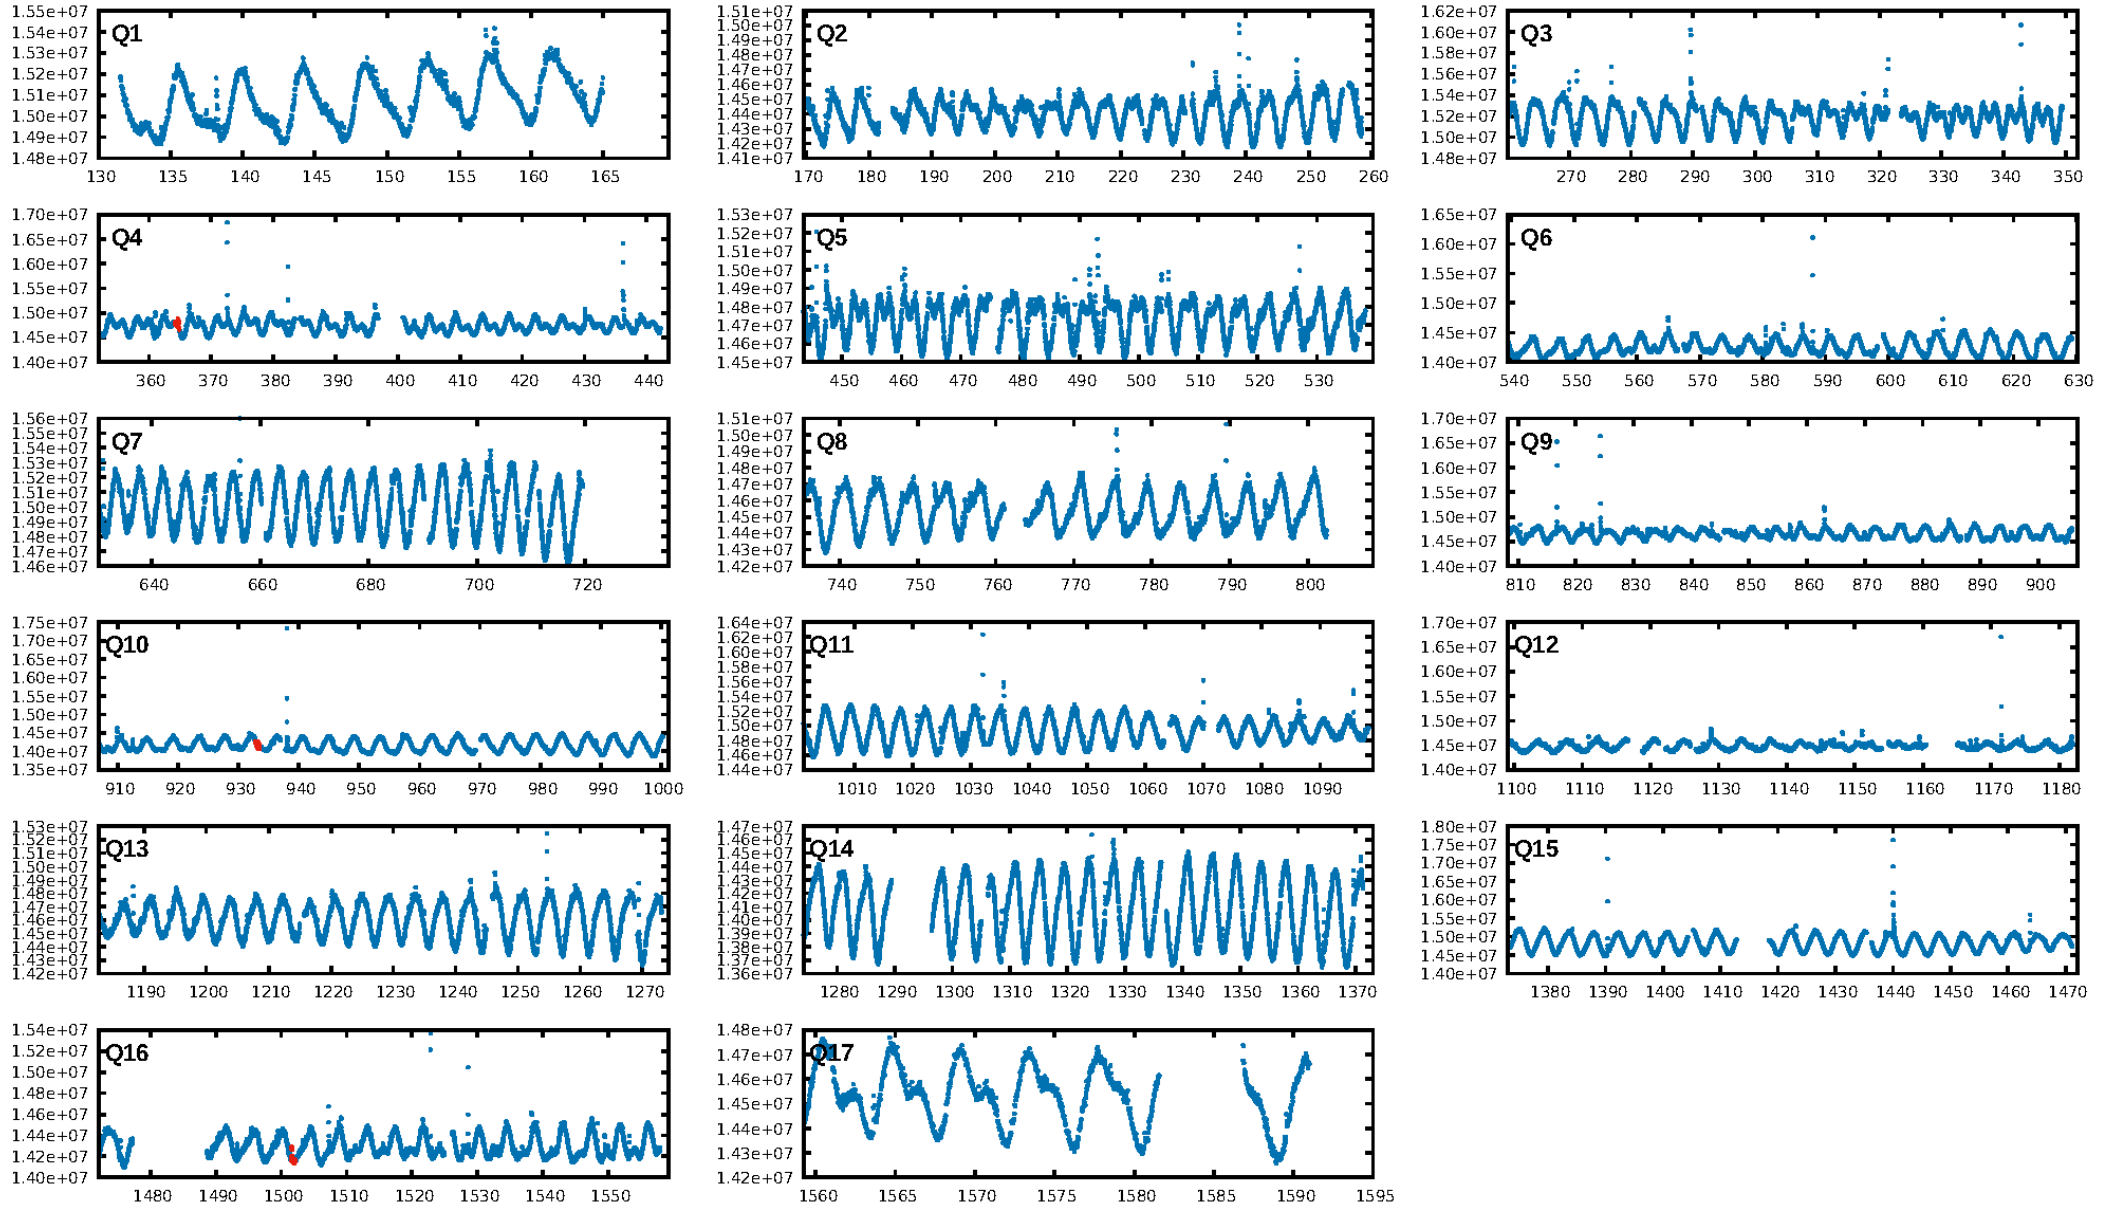 1.55e+07
1.54e+07
1.53e+07
1.52e+07
1.51e+07
1.50e+07
1.49e+07
1.48e+07
Q1
130 135 140 145 150 155 160 165
1.51e+07
1.50e+07
1.49e+07
1.48e+07
1.47e+07
1.46e+07
1.45e+07
1.44e+07
1.43e+07
1.42e+07
1.41e+07
Q2
170 180 190 200 210 220 230 240 250 260
1.62e+07
1.60e+07
1.58e+07
1.56e+07
1.54e+07
1.52e+07
1.50e+07
1.48e+07
Q3
270 280 290 300 310 320 330 340 350
1.70e+07
1.65e+07
1.60e+07
1.55e+07
1.50e+07
1.45e+07
1.40e+07
Q4
360 370 380 390 400 410 420 430 440
1.53e+07
1.52e+07
1.51e+07
1.50e+07
1.49e+07
1.48e+07
1.47e+07
1.46e+07
1.45e+07
Q5
450 460 470 480 490 500 510 520 530
1.65e+07
1.60e+07
1.55e+07
1.50e+07
1.45e+07
1.40e+07
Q6
540 550 560 570 580 590 600 610 620 630
1.56e+07
1.55e+07
1.54e+07
1.53e+07
1.52e+07
1.51e+07
1.50e+07
1.49e+07
1.48e+07
1.47e+07
1.46e+07
Q7
640 660 680 700 720
1.51e+07
1.50e+07
1.49e+07
1.48e+07
1.47e+07
1.46e+07
1.45e+07
1.44e+07
1.43e+07
1.42e+07
Q8
740 750 760 770 780 790 800
1.70e+07
1.65e+07
1.60e+07
1.55e+07
1.50e+07
1.45e+07
1.40e+07
Q9
810 820 830 840 850 860 870 880 890 900
1.75e+07
1.70e+07
1.65e+07
1.60e+07
1.55e+07
1.50e+07
1.45e+07
1.40e+07
1.35e+07
Q10
910 920 930 940 950 960 970 980 990 1000
1.64e+07
1.62e+07
1.60e+07
1.58e+07
1.56e+07
1.54e+07
1.52e+07
1.50e+07
1.48e+07
1.46e+07
1.44e+07
Q11
1010 1020 1030 1040 1050 1060 1070 1080 1090
1.70e+07
1.65e+07
1.60e+07
1.55e+07
1.50e+07
1.45e+07
1.40e+07
Q12
1100 1110 1120 1130 1140 1150 1160 1170 1180
1.53e+07
1.52e+07
1.51e+07
1.50e+07
1.49e+07
1.48e+07
1.47e+07
1.46e+07
1.45e+07
1.44e+07
1.43e+07
1.42e+07
Q13
1190 1200 1210 1220 1230 1240 1250 1260 1270
1.47e+07
1.46e+07
1.45e+07
1.44e+07
1.43e+07
1.42e+07
1.41e+07
1.40e+07
1.39e+07
1.38e+07
1.37e+07
1.36e+07
Q14
1280 1290 1300 1310 1320 1330 1340 1350 1360 1370
1.80e+07
1.75e+07
1.70e+07
1.65e+07
1.60e+07
1.55e+07
1.50e+07
1.45e+07
1.40e+07
Q15
1380 1390 1400 1410 1420 1430 1440 1450 1460 1470
1.54e+07
1.52e+07
1.50e+07
1.48e+07
1.46e+07
1.44e+07
1.42e+07
1.40e+07
Q16
1480 1490 1500 1510 1520 1530 1540 1550
1.48e+07
1.47e+07
1.46e+07
1.45e+07
1.44e+07
1.43e+07
1.42e+07
Q17
1560 1565 1570 1575 1580 1585 1590 1595